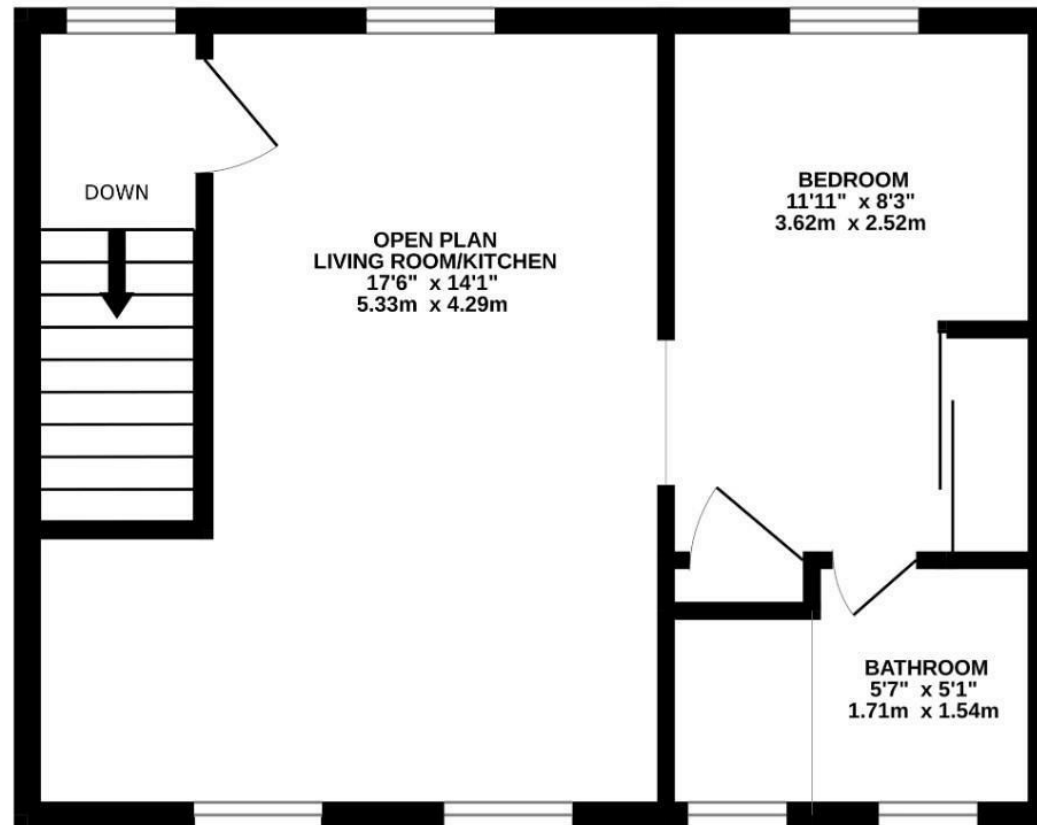 DOWN
OPEN PLAN
LIVING ROOM/KITCHEN
17'6" x 14'1"
5.33m x 4.29m
BEDROOM
11'11" x 8'3"
3.62m x 2.52m
BATHROOM
5'7" x 5'1"
1.71m x 1.54m